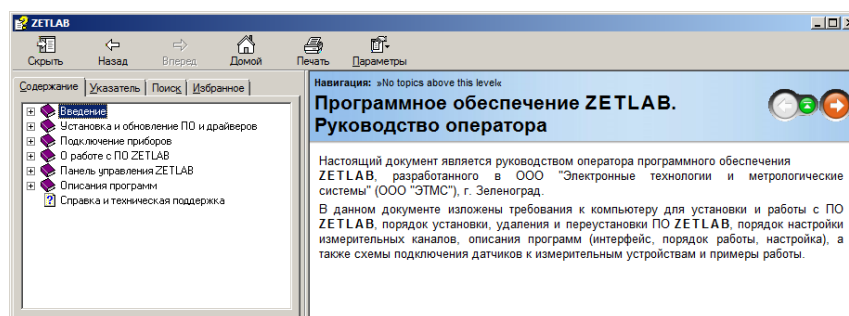 ZETLAB
Скрыть Назад Вперед Домой Печать Параметры
Содержание Указатель Поиск Избранное
Введение
Установка и обновление ПО и драйверов
Подключение приборов
О работе с ПО ZETLAB
Панель управления ZETLAB
Описания программ
Справка и техническая поддержка
Навигация: »No topics above this level«
Программное обеспечение ZETLAB.
Руководство оператора
Настоящий документ является руководством оператора программного обеспечения
ZETLAB, разработанного в ООО "Электронные технологии и метрологические
системы" (ООО "ЭТМС"), г. Зеленоград.
В данном документе изложены требования к компьютеру для установки и работы с ПО
ZETLAB, порядок установки, удаления и переустановки ПО ZETLAB, порядок настройки
измерительных каналов, описания программ (интерфейс, порядок работы, настройка), а
также схемы подключения датчиков к измерительным устройствам и примеры работы.